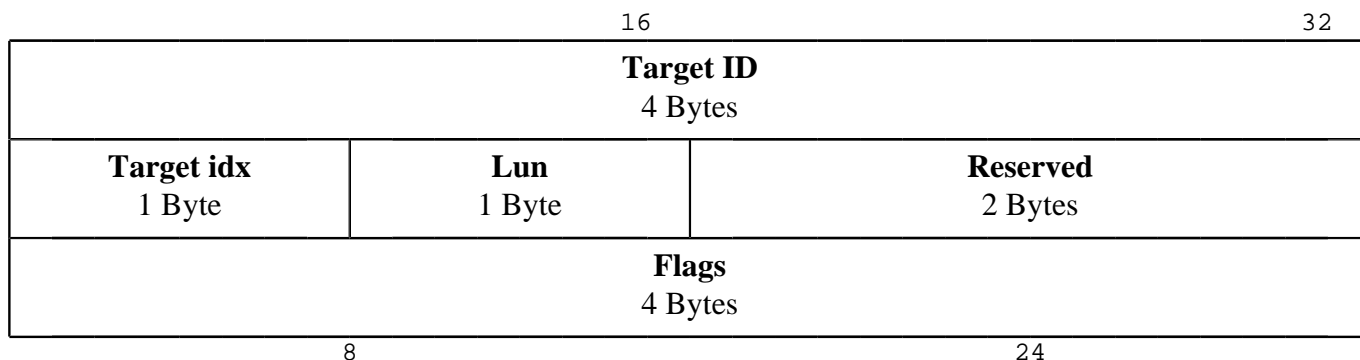 16 32
Target ID
4 Bytes
Target idx Lun Reserved
1 Byte 1 Byte 2 Bytes
Flags
4 Bytes
8 24